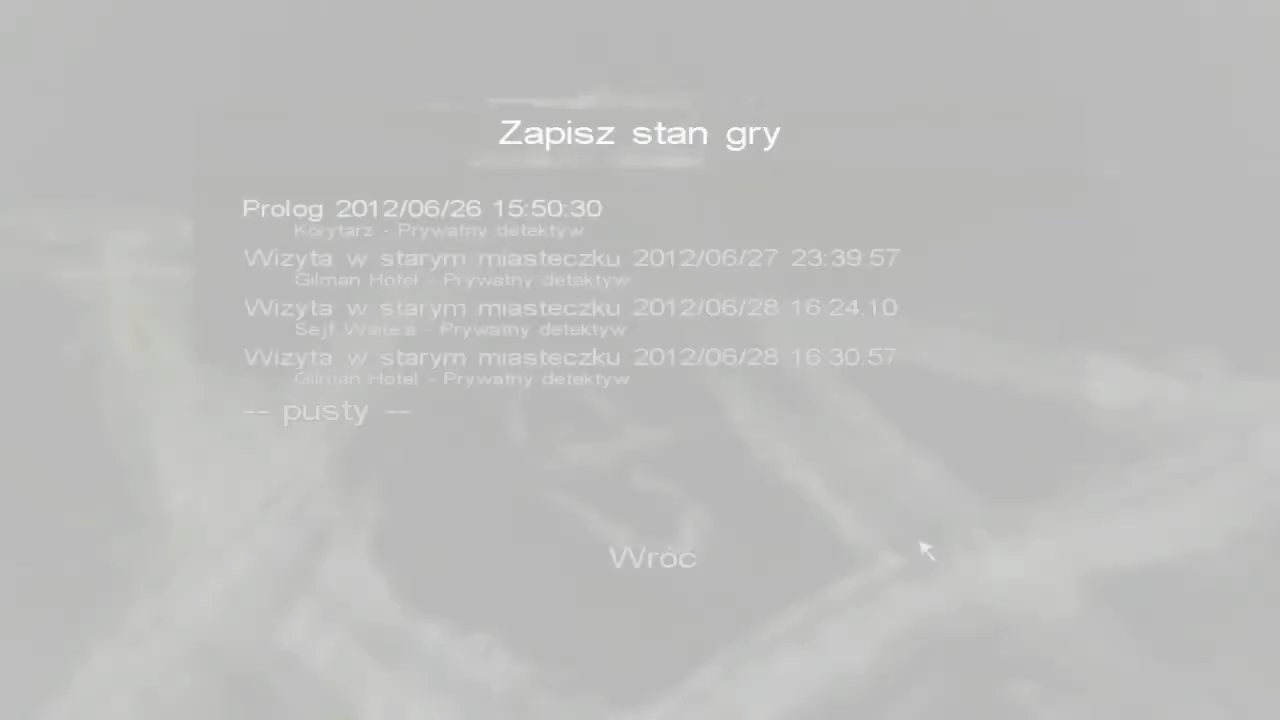 Zapisz stan gry
Prolog 2012/06/26 15:50:30
Korytarz - Prywatny detektyw
Wizyta w starym miasteczku 2012/06/27 23:39:57
Gilman Hotel - Prywatny detektyw
Wizyta w starym miasteczku 2012/06/28 16:24:10
Sejf Waite's - Prywatny detektyw
Wizyta w starym miasteczku 2012/06/28 16:30:57
Gilman Hotel - Prywatny detektyw
-- pusty --
Wróć